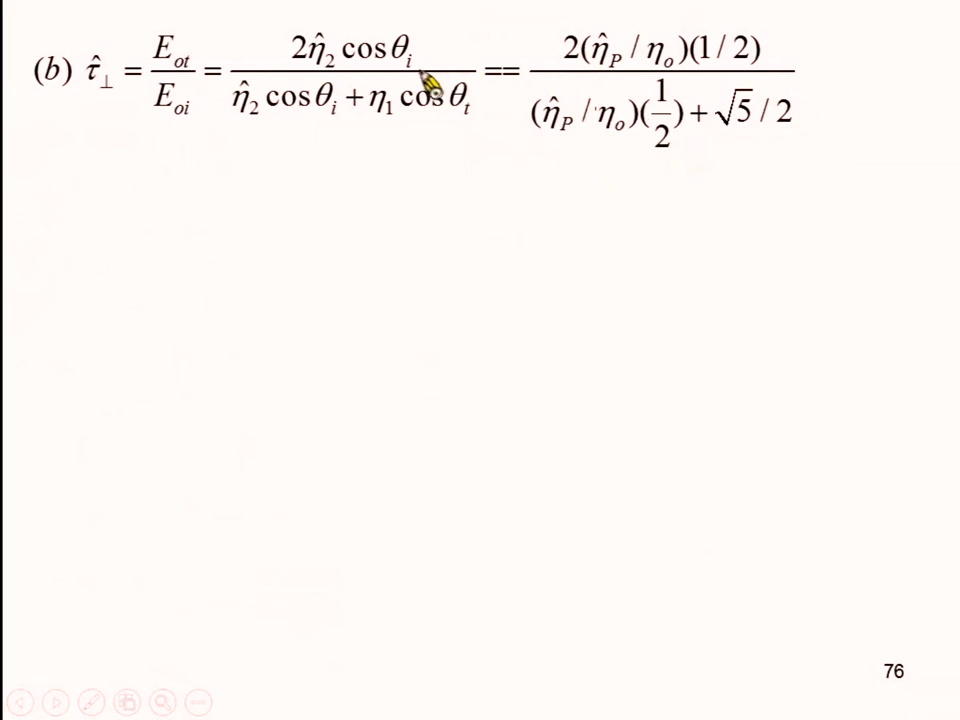 (b) τ̂⊥ = E_ot / E_oi = 2η̂₂ cos θ_i / (η̂₂ cos θ_i + η₁ cos θ_t) == 2(η̂_P / η_o)(1 / 2) / ((η̂_P / η_o)(1/2) + √5 / 2)
76